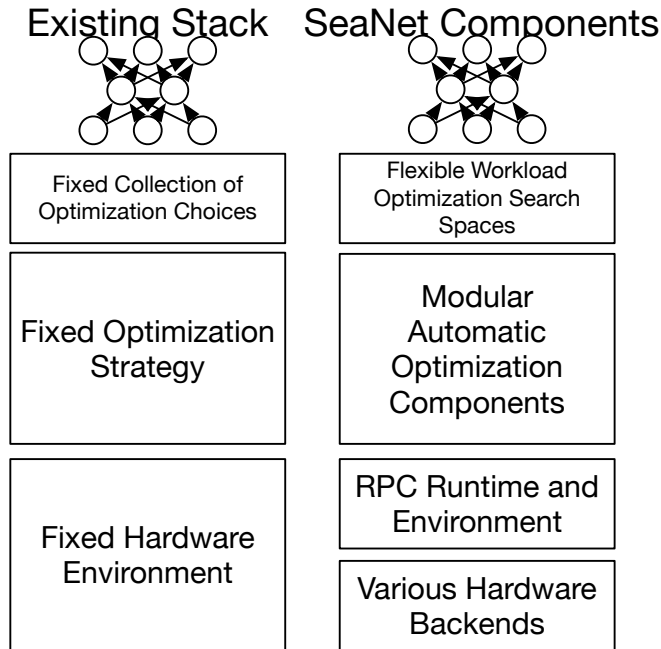 Existing Stack
Fixed Collection of
Optimization Choices
Fixed Optimization
Strategy
Fixed Hardware
Environment
SeaNet Components
Flexible Workload
Optimization Search
Spaces
Modular
Automatic
Optimization
Components
RPC Runtime and
Environment
Various Hardware
Backends